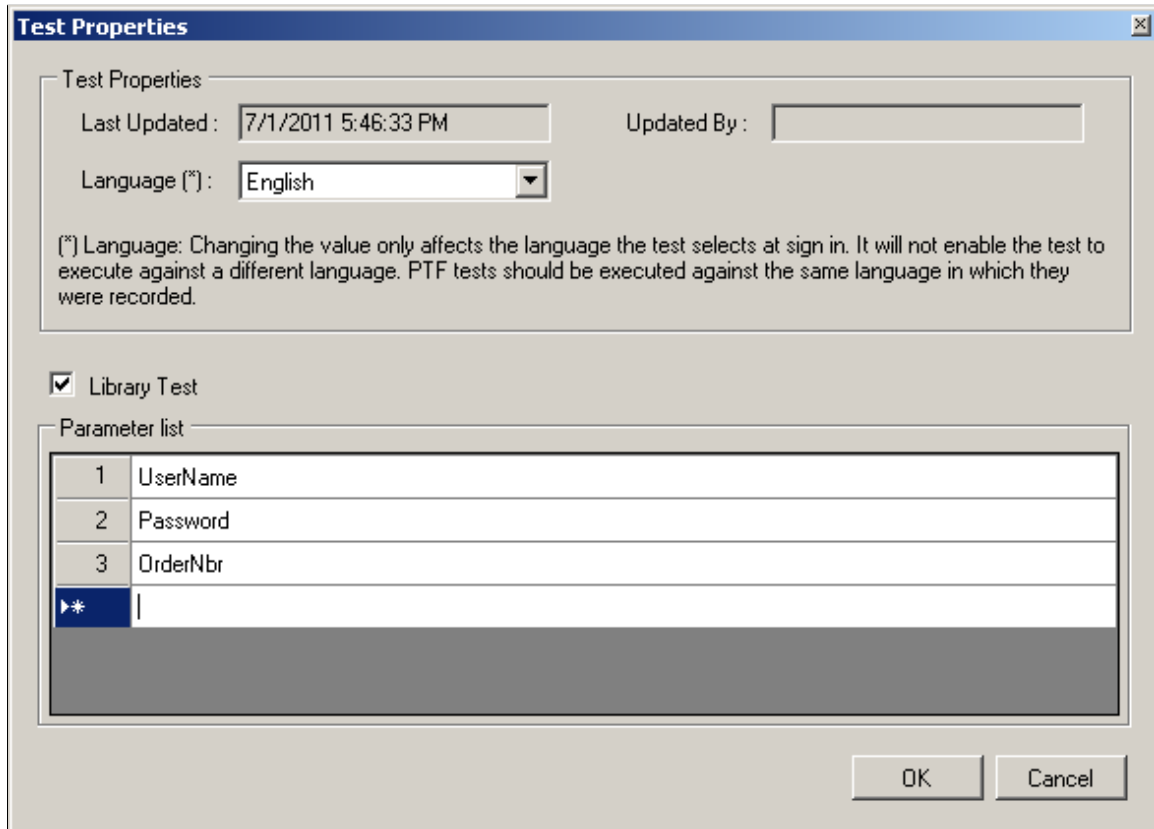 Test Properties
Test Properties
Last Updated : 7/1/2011 5:46:33 PM Updated By :
Language (*) : English
(*) Language: Changing the value only affects the language the test selects at sign in. It will not enable the test to
execute against a different language. PTF tests should be executed against the same language in which they
were recorded.
Library Test
Parameter list
1 UserName
2 Password
3 OrderNbr
OK Cancel